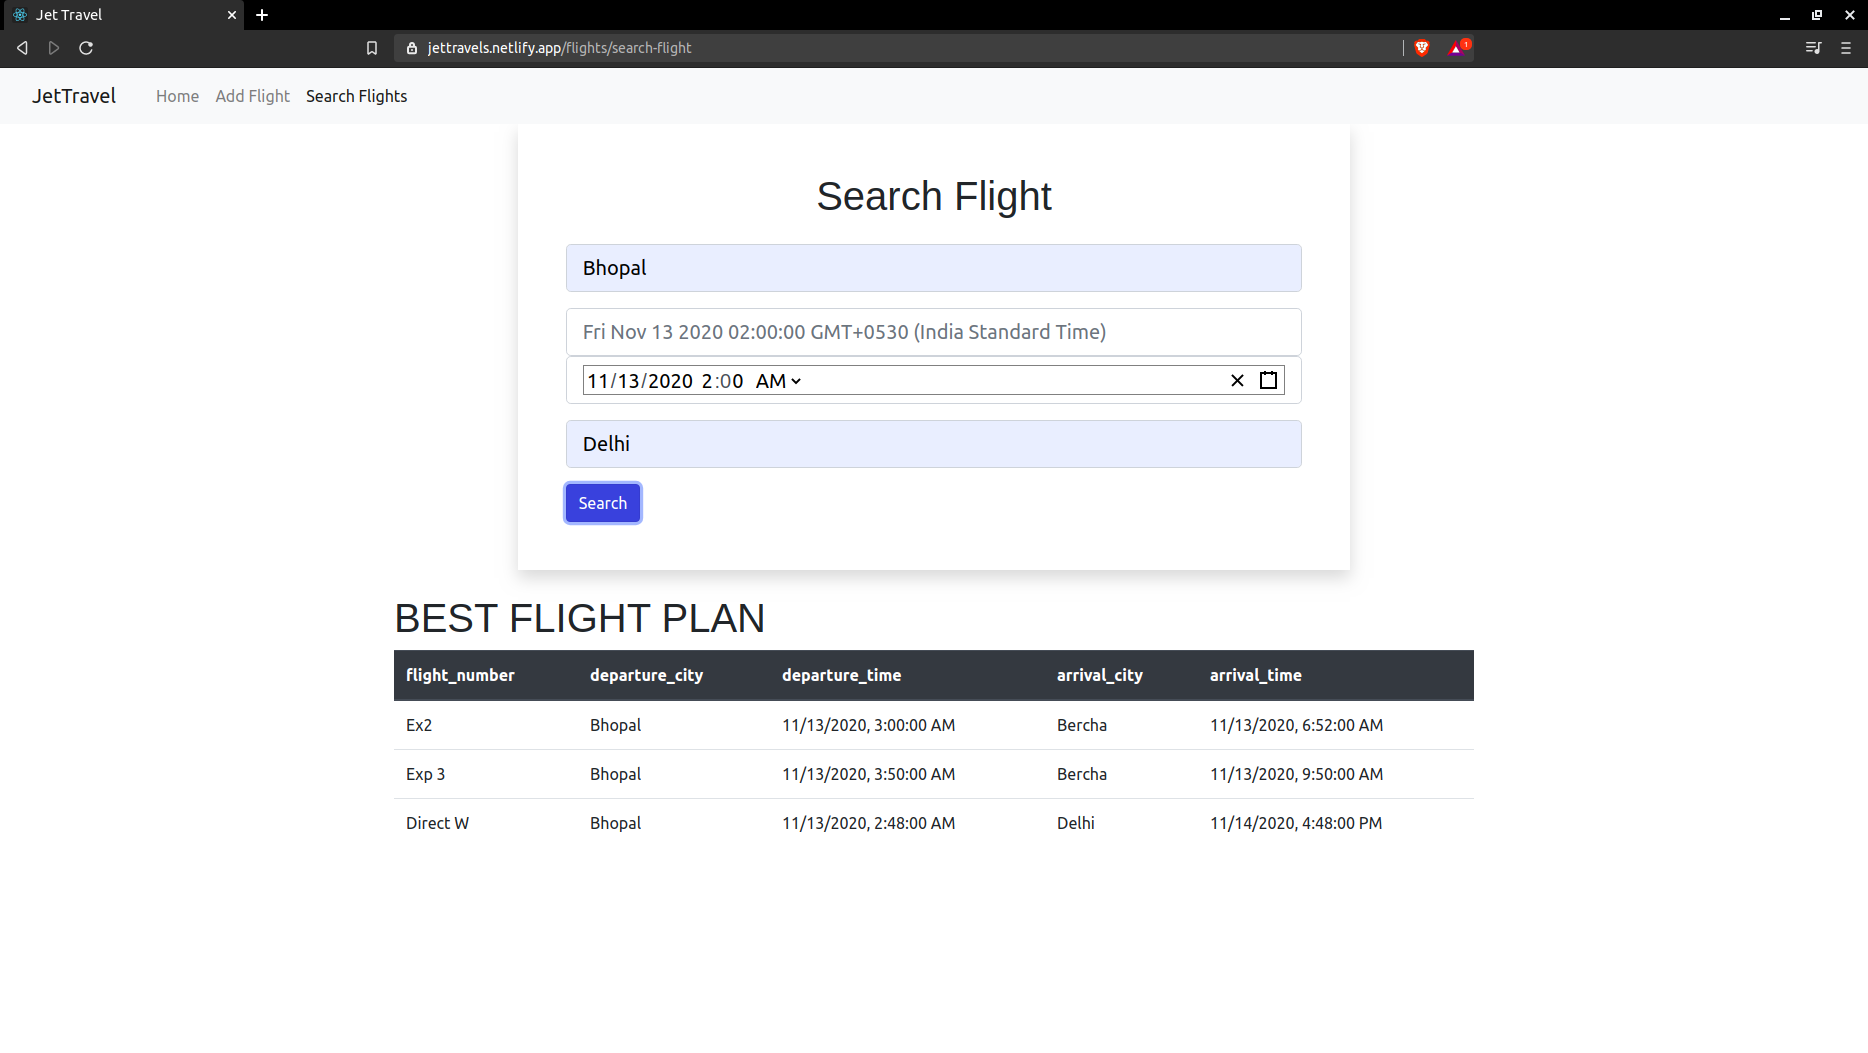 Jet Travel
jettravels.netlify.app/flights/search-flight
1
JetTravel Home Add Flight Search Flights
Search Flight
Bhopal
Fri Nov 13 2020 02:00:00 GMT+0530 (India Standard Time)
11/13/2020 2:00 AM
Delhi
Search
BEST FLIGHT PLAN
flight_number departure_city departure_time arrival_city arrival_time
Ex2 Bhopal 11/13/2020, 3:00:00 AM Bercha 11/13/2020, 6:52:00 AM
Exp 3 Bhopal 11/13/2020, 3:50:00 AM Bercha 11/13/2020, 9:50:00 AM
Direct W Bhopal 11/13/2020, 2:48:00 AM Delhi 11/14/2020, 4:48:00 PM